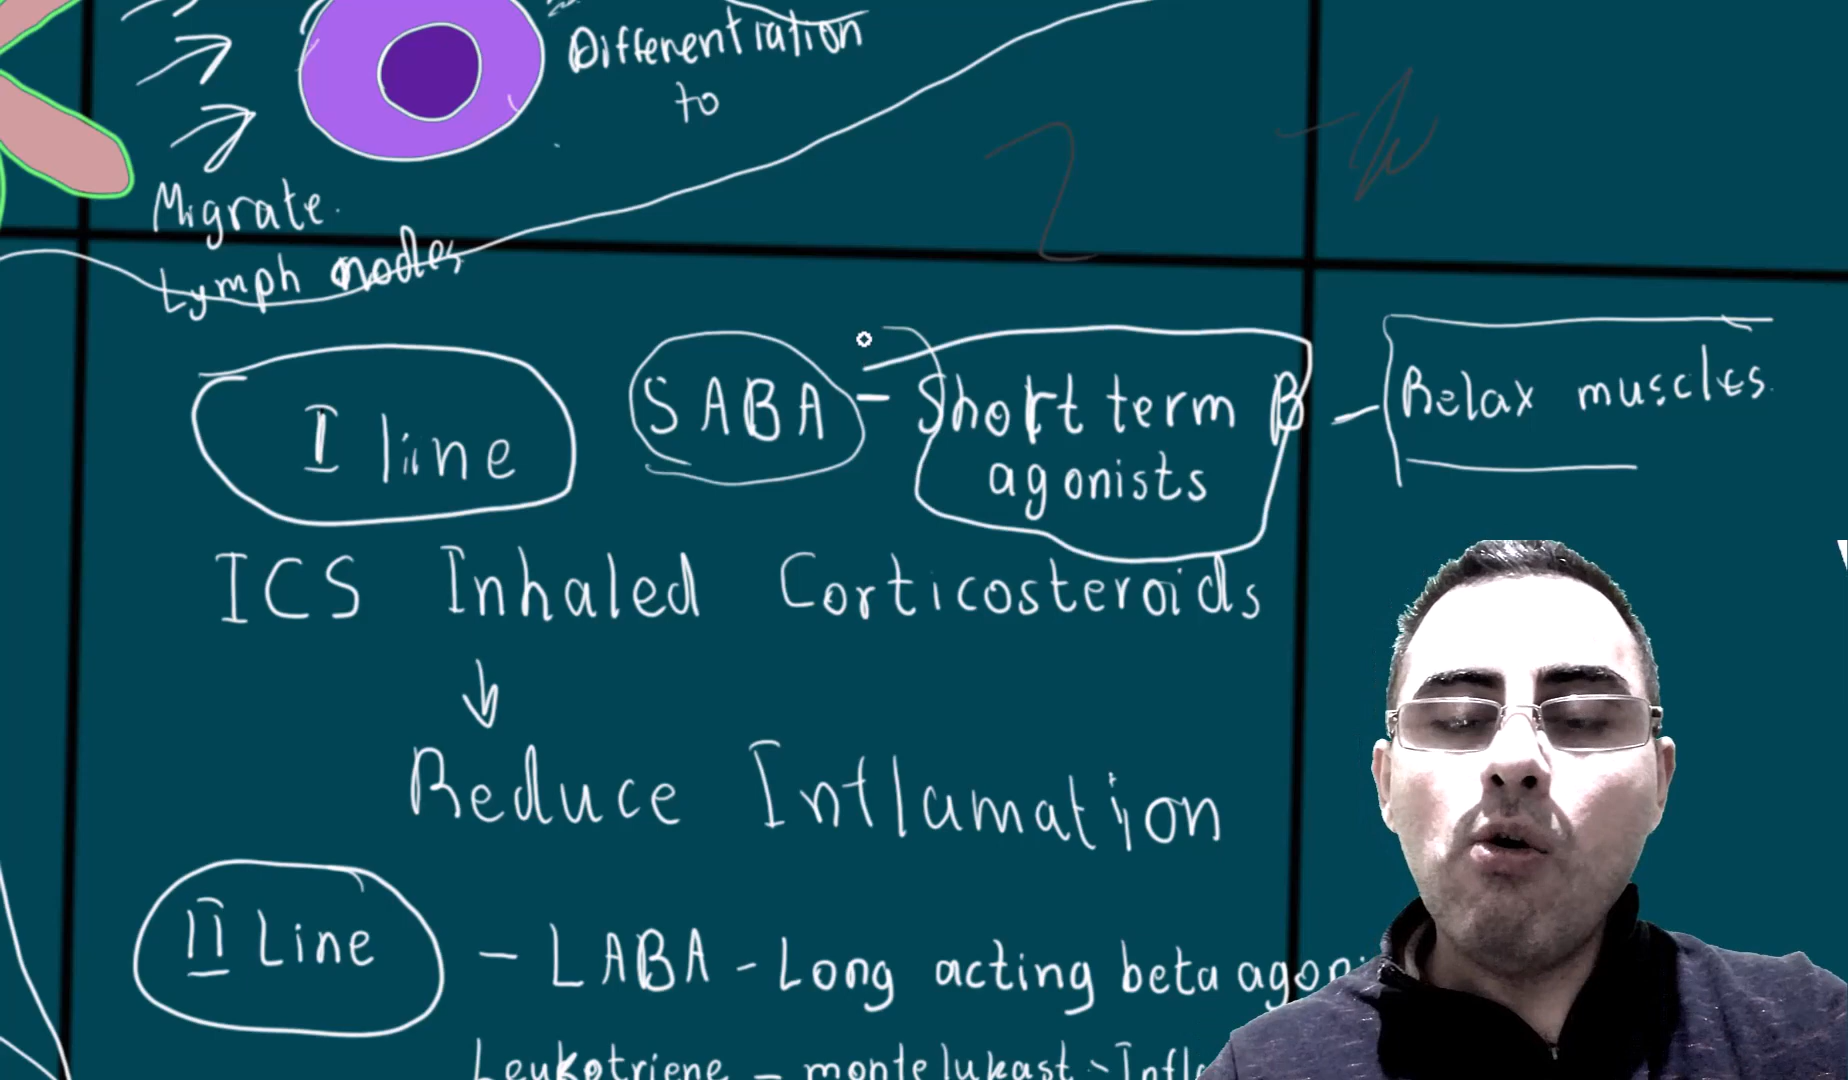 Differentiation
to
Migrate.
Lymph nodes
I line
SABA - Short term β
agonists
- Relax muscles.
ICS Inhaled Corticosteroids
↓
Reduce Inflamation
II Line
- LABA - Long acting beta agoni
Leukotriene - montelukast